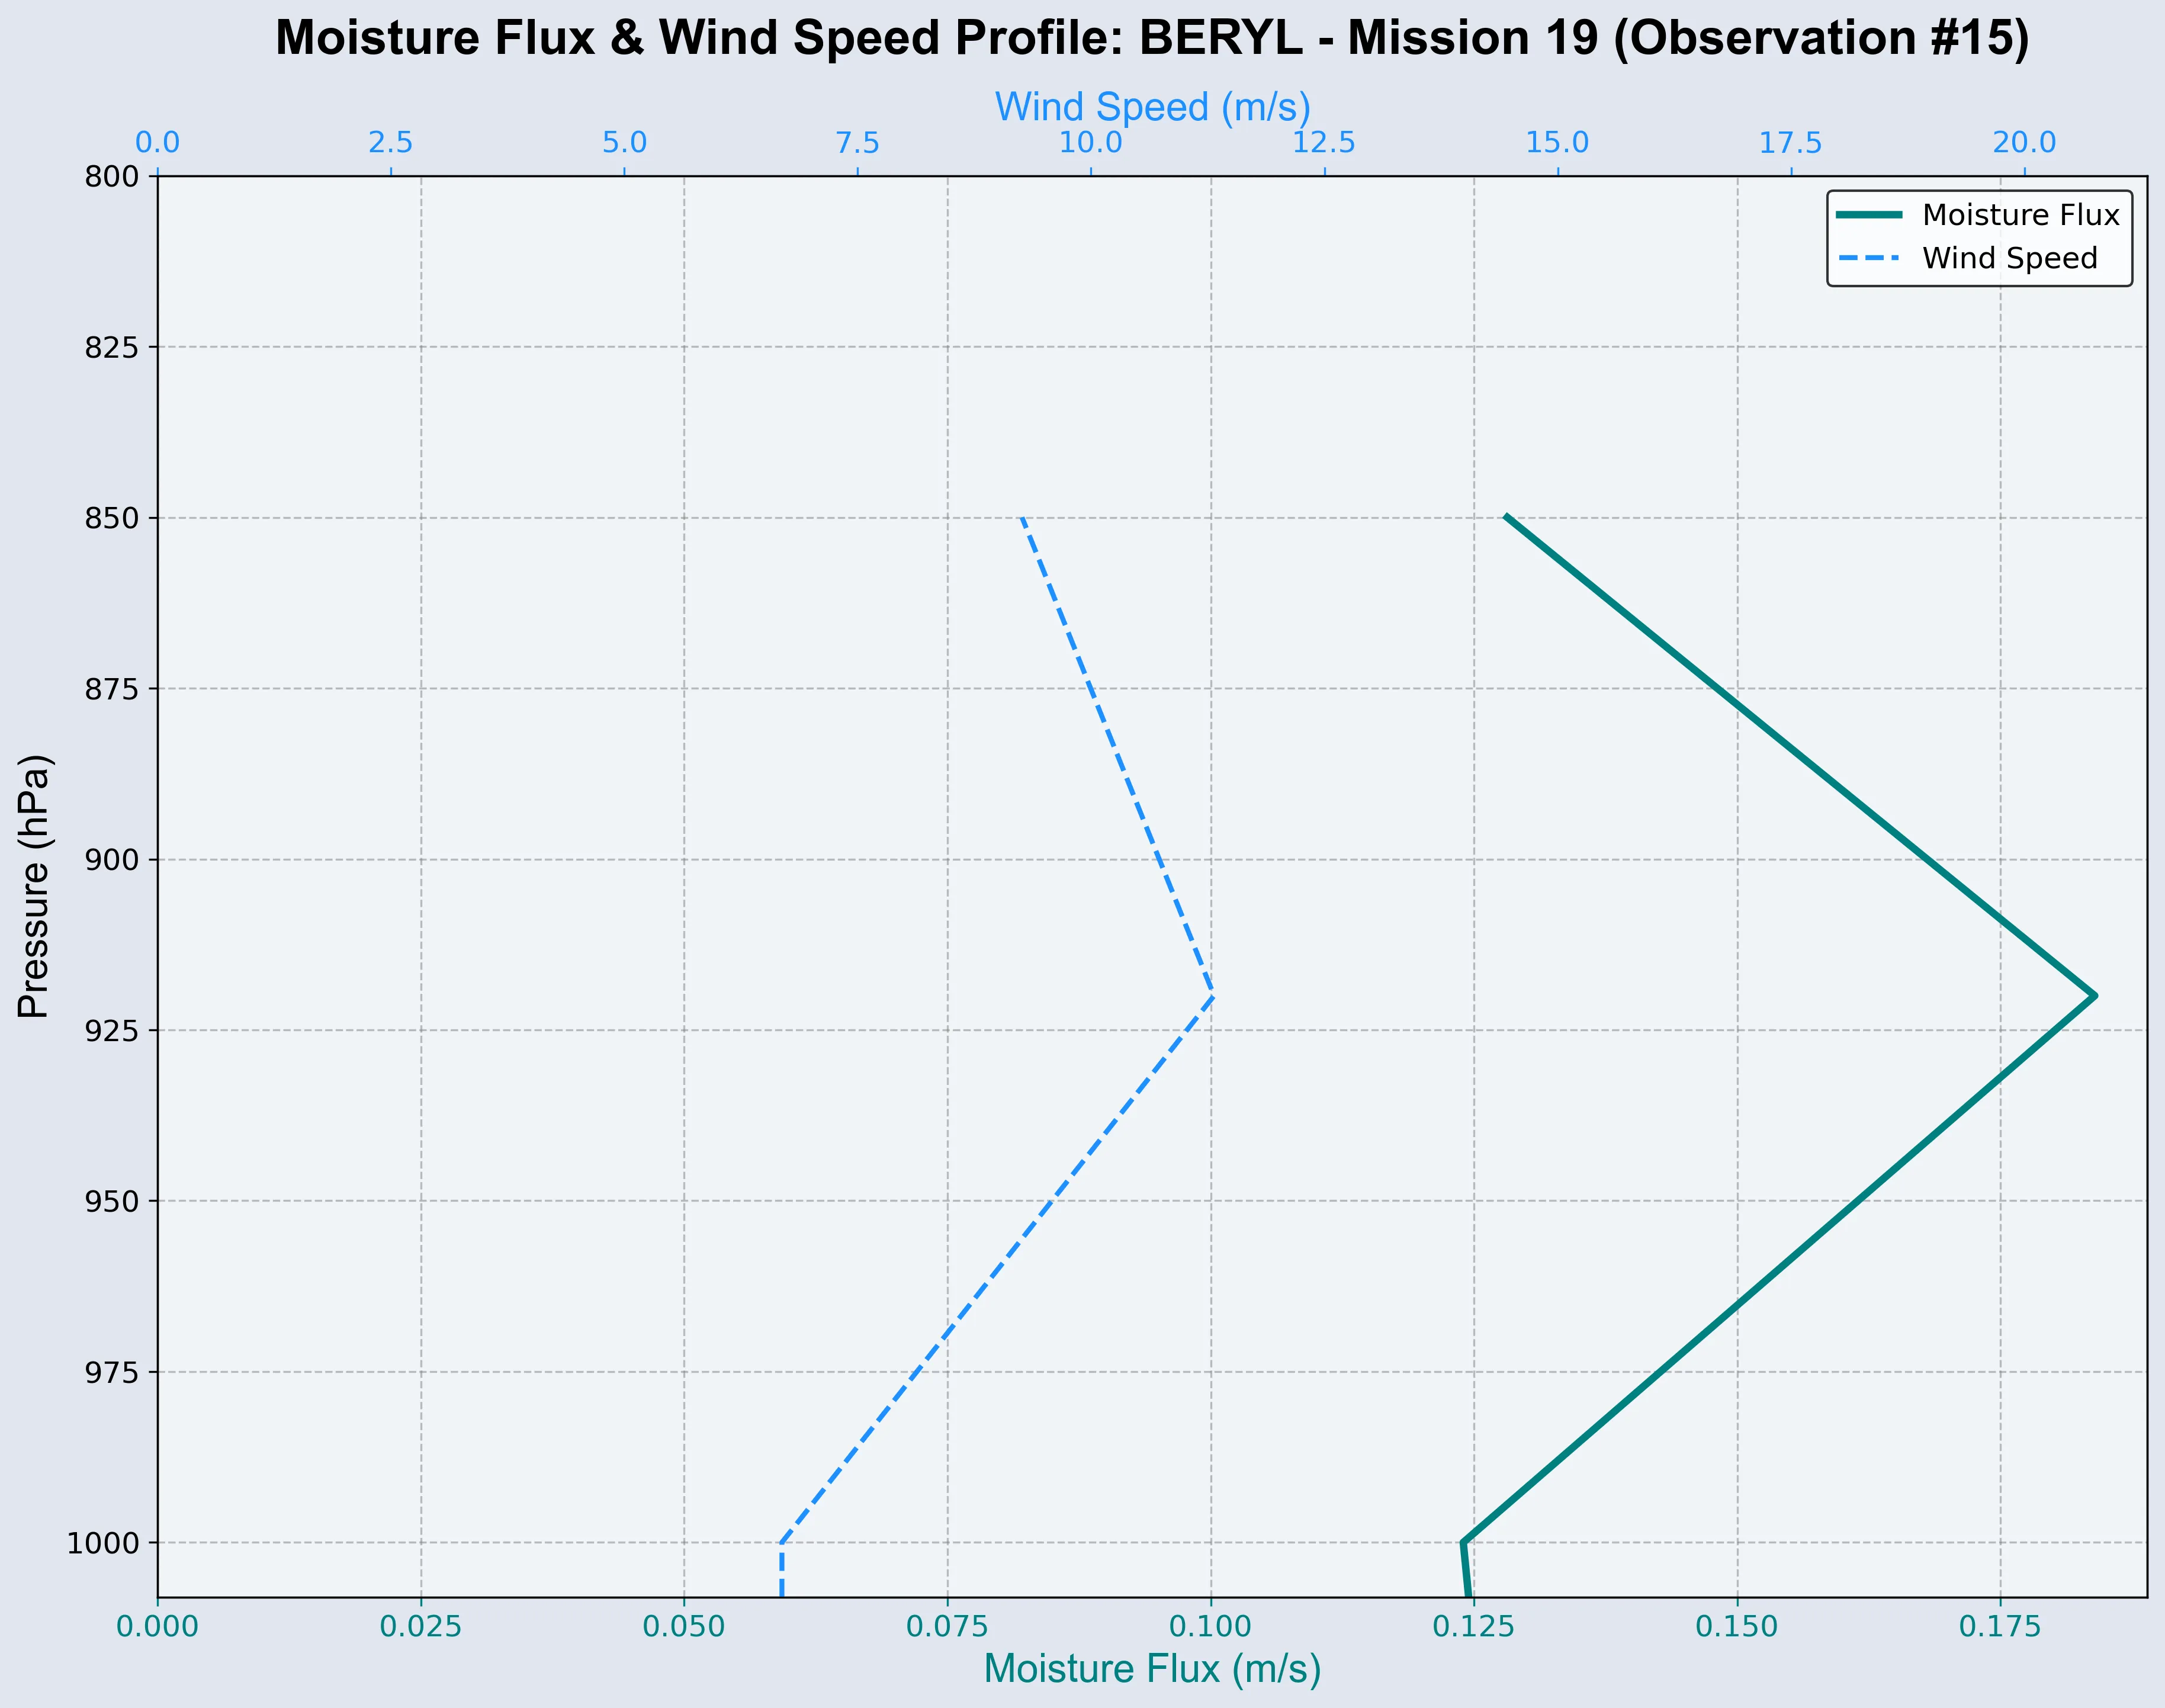 Moisture Flux & Wind Speed Profile: BERYL - Mission 19 (Observation #15)
Wind Speed (m/s)
0.0 2.5 5.0 7.5 10.0 12.5 15.0 17.5 20.0
Moisture Flux
Wind Speed
Pressure (hPa)
800
825
850
875
900
925
950
975
1000
0.000 0.025 0.050 0.075 0.100 0.125 0.150 0.175
Moisture Flux (m/s)